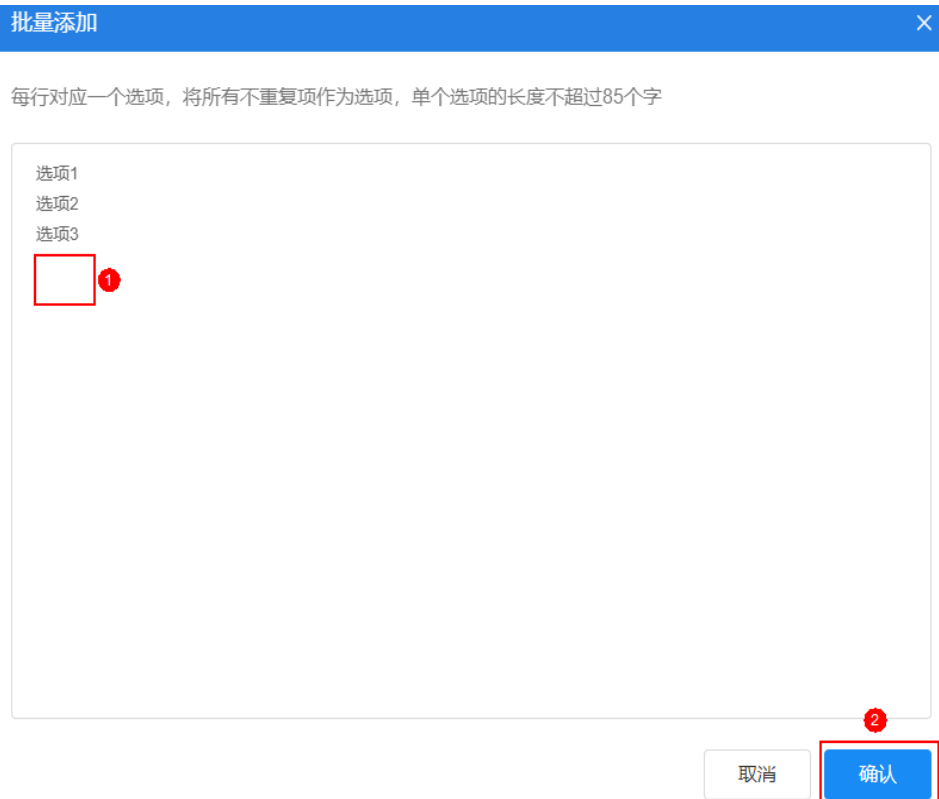 批量添加
每行对应一个选项，将所有不重复项作为选项，单个选项的长度不超过85个字
选项1
选项2
选项3
1
2
取消 确认